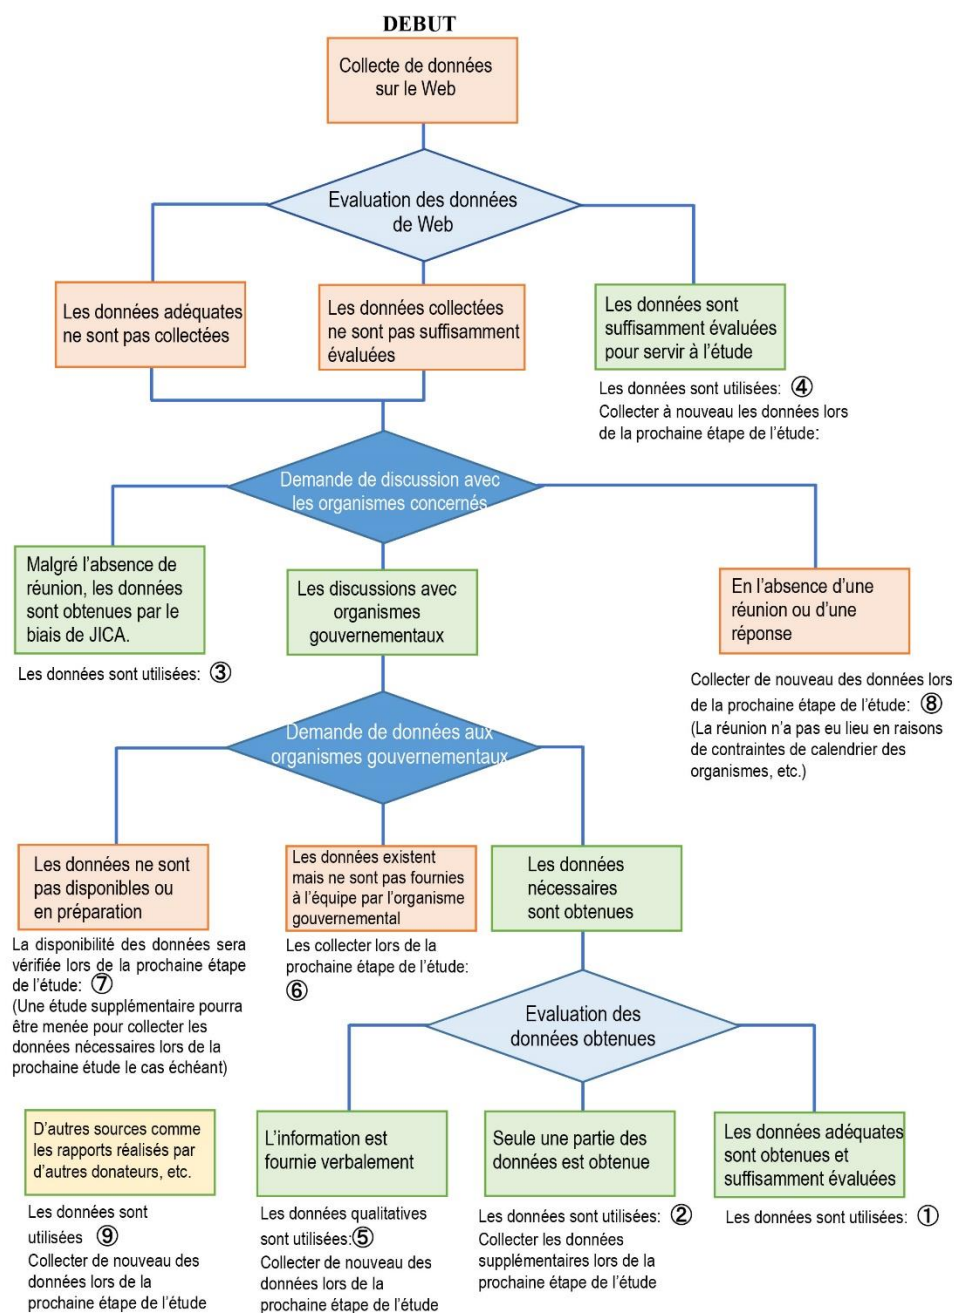 DEBUT
Collecte de données
sur le Web
Evaluation des données
de Web
Les données adéquates
ne sont pas collectées
Les données collectées
ne sont pas suffisamment
évaluées
Les données sont
suffisamment évaluées
pour servir à l’étude
Les données sont utilisées: ④
Collecter à nouveau les données lors
de la prochaine étape de l’étude:
Demande de discussion avec
les organismes concernés
Malgré l’absence de
réunion, les données
sont obtenues par le
biais de JICA.
Les données sont utilisées: ③
Les discussions avec
organismes
gouvernementaux
En l’absence d’une
réunion ou d’une
réponse
Collecter de nouveau des données lors
de la prochaine étape de l’étude: ⑧
(La réunion n’a pas eu lieu en raisons
de contraintes de calendrier des
organismes, etc.)
Demande de données aux
organismes gouvernementaux
Les données ne sont
pas disponibles ou
en préparation
La disponibilité des données sera
vérifiée lors de la prochaine étape
de l’étude: ⑦
(Une étude supplémentaire pourra
être menée pour collecter les
données nécessaires lors de la
prochaine étude le cas échéant)
Les données existent
mais ne sont pas fournies
à l’équipe par l’organisme
gouvernemental
Les collecter lors de la
prochaine étape de l’étude:
⑥
Les données
nécessaires
sont obtenues
Evaluation des
données obtenues
D’autres sources comme
les rapports réalisés par
d’autres donateurs, etc.
Les données sont
utilisées ⑨
Collecter de nouveau des
données lors de la
prochaine étape de l’étude
L’information est
fournie verbalement
Les données qualitatives
sont utilisées:⑤
Collecter de nouveau des
données lors de la
prochaine étape de l’étude
Seule une partie des
données est obtenue
Les données sont utilisées: ②
Collecter les données
supplémentaires lors de la
prochaine étape de l’étude
Les données adéquates
sont obtenues et
suffisamment évaluées
Les données sont utilisées: ①